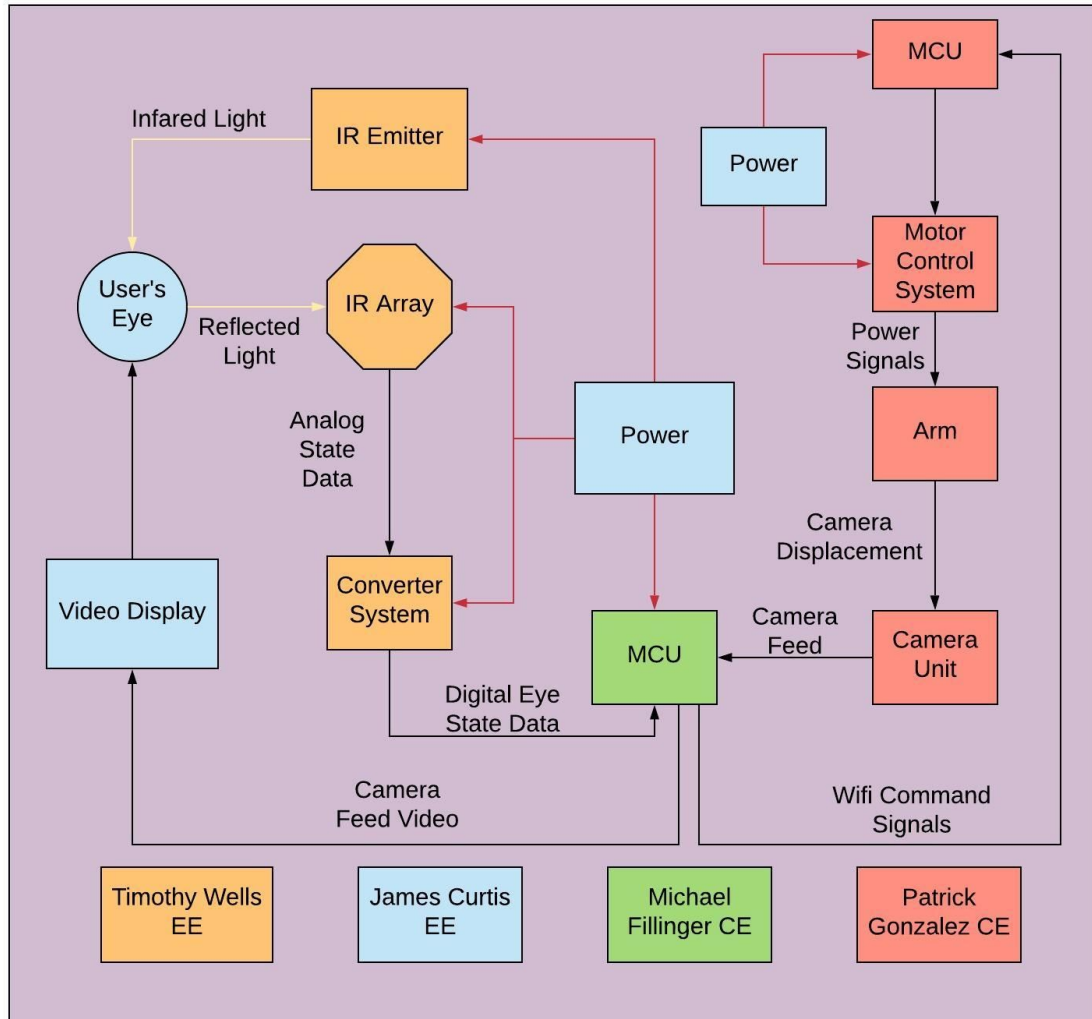 MCU
Infared Light
IR Emitter
Power
Motor
Control
System
User's
Eye
IR Array
Reflected
Light
Power
Signals
Analog
State
Data
Power
Arm
Camera
Displacement
Video Display
Converter
System
MCU
Camera
Feed
Camera
Unit
Digital Eye
State Data
Camera
Feed Video
Wifi Command
Signals
Timothy Wells
EE
James Curtis
EE
Michael
Fillinger CE
Patrick
Gonzalez CE